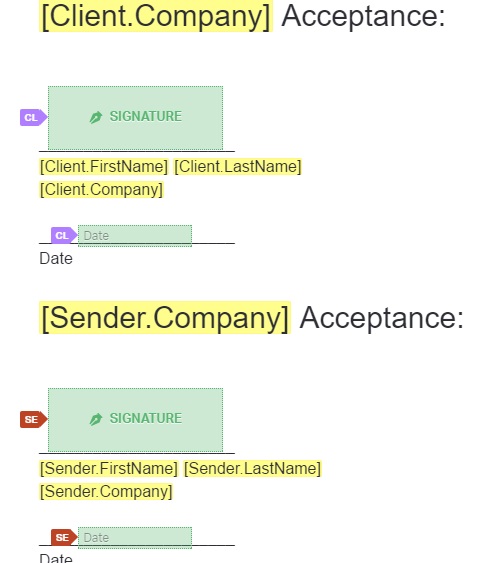 [Client.Company] Acceptance:
CL SIGNATURE
[Client.FirstName] [Client.LastName]
[Client.Company]
CL Date
Date
[Sender.Company] Acceptance:
SE SIGNATURE
[Sender.FirstName] [Sender.LastName]
[Sender.Company]
SE Date
Date